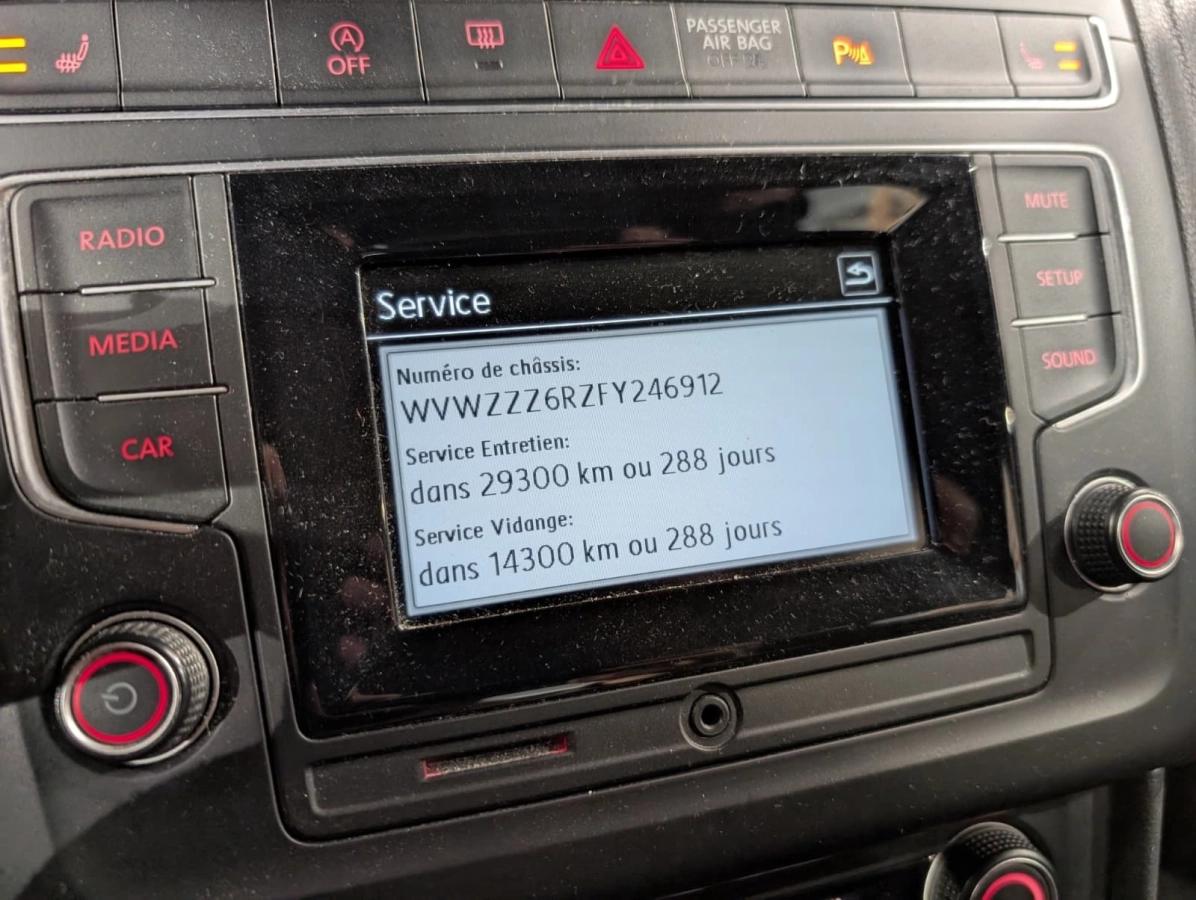 A OFF
PASSENGER
AIR BAG
OFF
P
RADIO
MEDIA
CAR
MUTE
SETUP
SOUND
Service
Numéro de châssis:
WVWZZZ6RZFY246912
Service Entretien:
dans 29300 km ou 288 jours
Service Vidange:
dans 14300 km ou 288 jours